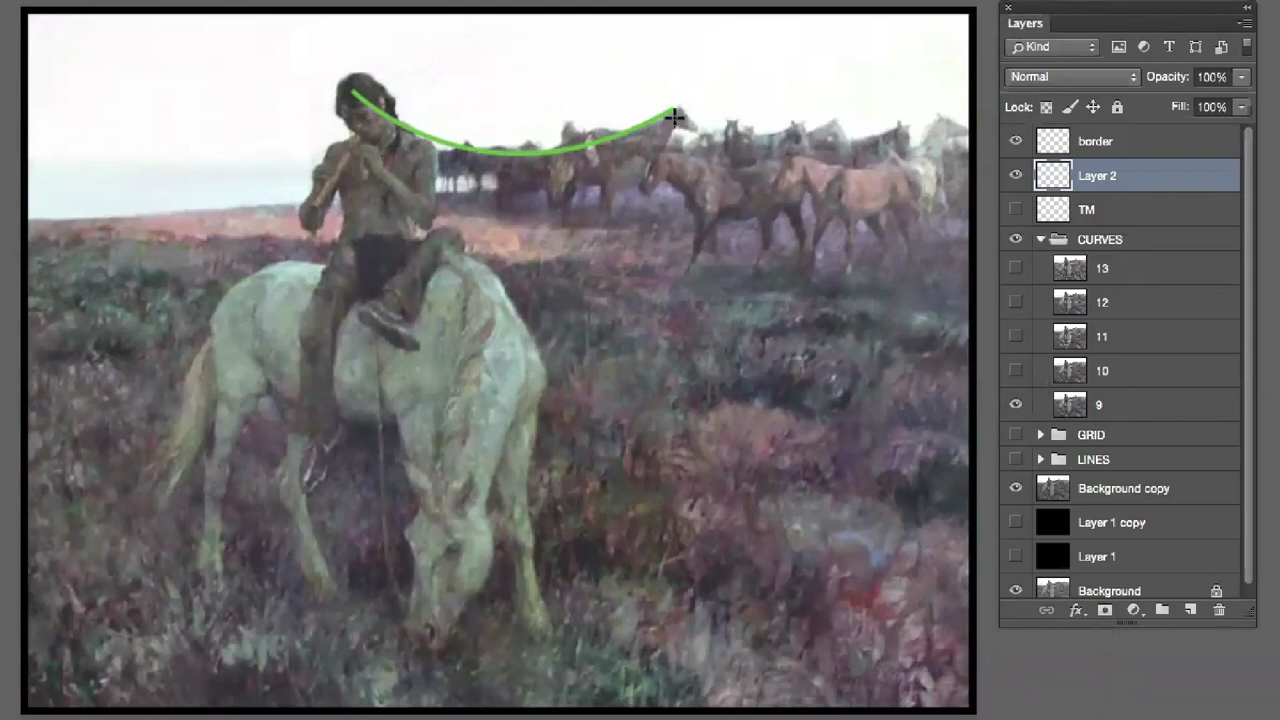 Layers
Kind
Normal Opacity: 100%
Lock: Fill: 100%
border
Layer 2
TM
CURVES
13
12
11
10
9
GRID
LINES
Background copy
Layer 1 copy
Layer 1
Background
fx